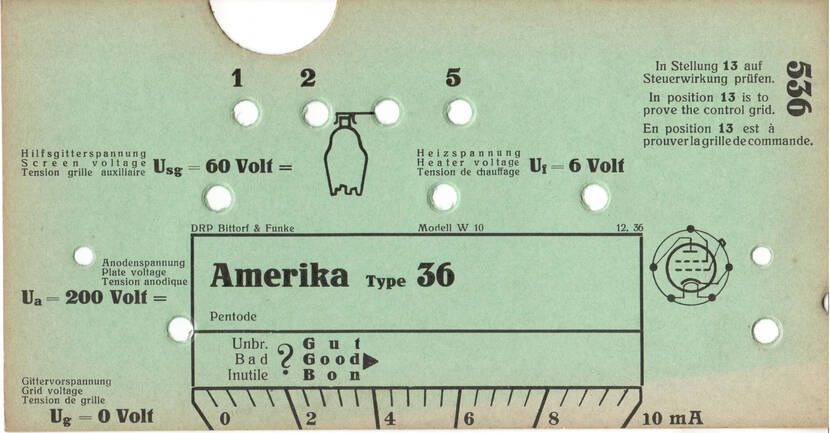 1 2 5
In Stellung 13 auf
Steuerwirkung prüfen.
In position 13 is to
prove the control grid.
En position 13 est à
prouver la grille de commande.
536
Hilfsgitterspannung
Screen voltage
Tension grille auxiliaire
Usg = 60 Volt =
Heizspannung
Heater voltage
Tension de chauffage
Uf = 6 Volt
DRP Bittorf & Funke Modell W 10 12. 36
Anodenspannung
Plate voltage
Tension anodique
Ua = 200 Volt =
Amerika Type 36
Pentode
Unbr. ? Gut
Bad Good
Inutile Bon
Gittervorspannung
Grid voltage
Tension de grille
Ug = 0 Volt
0 2 4 6 8 10 mA